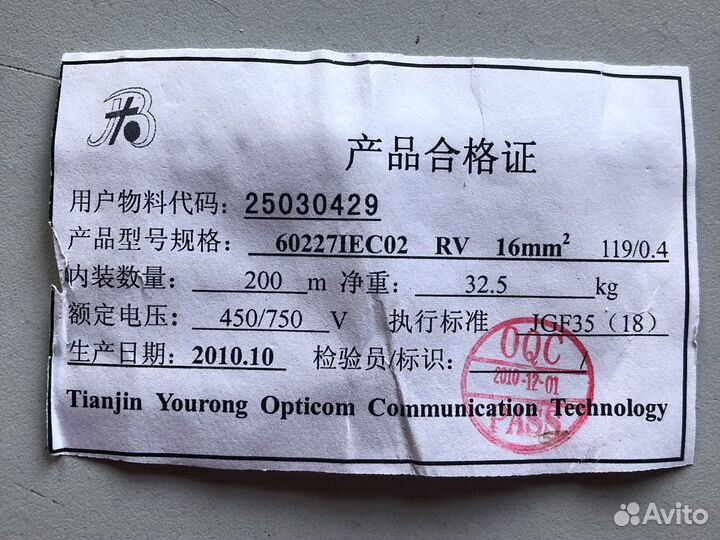 产品合格证
用户物料代码：25030429
产品型号规格： 60227IEC02 RV 16mm² 119/0.4
内装数量： 200 m 净重： 32.5 kg
额定电压： 450/750 V 执行标准 JGF35（18）
生产日期：2010.10 检验员/标识： /
OQC
2010-12-01
PASS
Tianjin Yourong Opticom Communication Technology
Avito